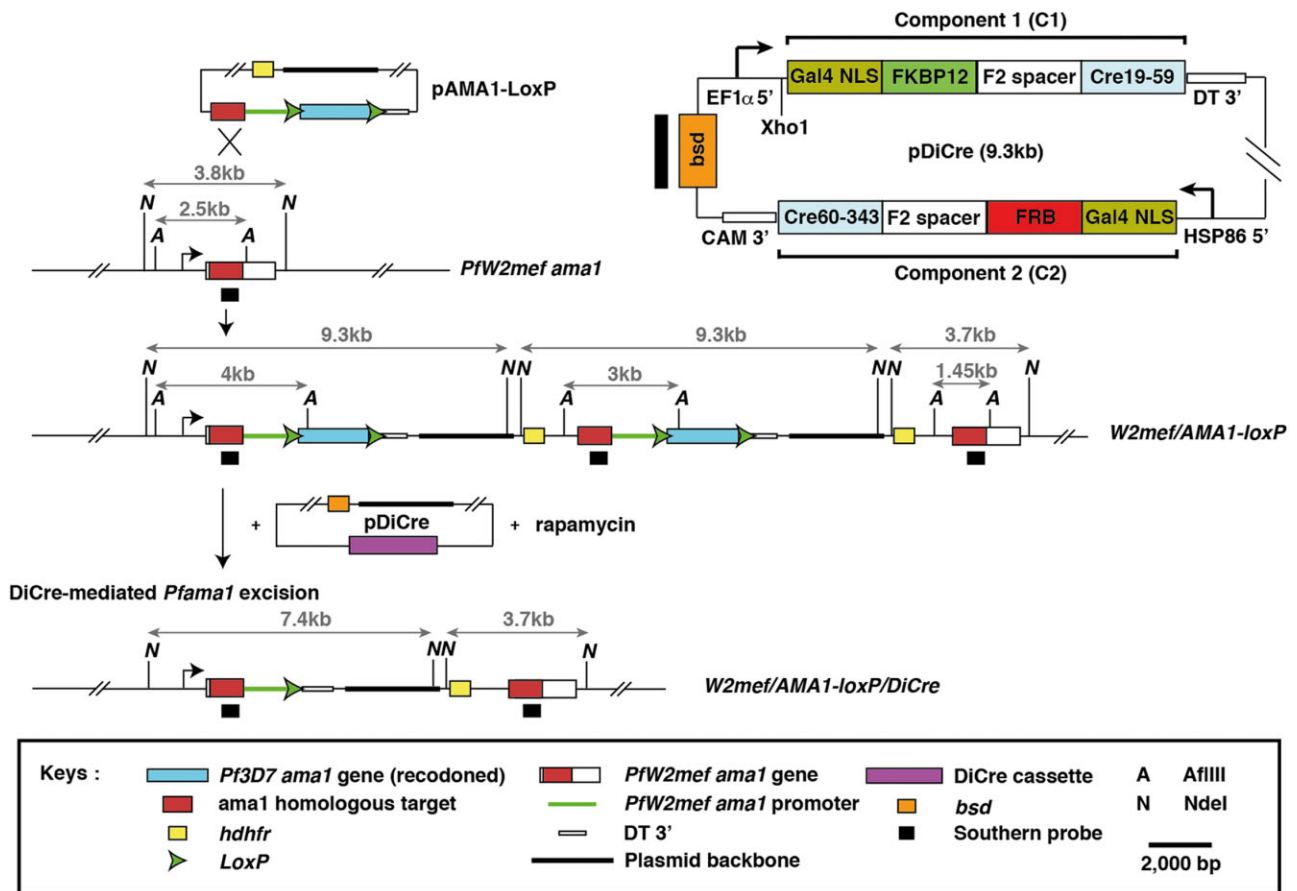 pAMA1-LoxP
3.8kb
N N
2.5kb
A A
PfW2mef ama1
Component 1 (C1)
Gal4 NLS FKBP12 F2 spacer Cre19-59
EF1α 5’ DT 3’
Xho1
bsd
pDiCre (9.3kb)
Cre60-343 F2 spacer FRB Gal4 NLS
CAM 3’ HSP86 5’
Component 2 (C2)
9.3kb 9.3kb 3.7kb
N N N N N N
4kb 3kb 1.45kb
A A A A A A
W2mef/AMA1-loxP
+ pDiCre + rapamycin
DiCre-mediated Pfama1 excision
7.4kb 3.7kb
N N N N
W2mef/AMA1-loxP/DiCre
Keys : Pf3D7 ama1 gene (recodoned) PfW2mef ama1 gene DiCre cassette A AflIII
ama1 homologous target PfW2mef ama1 promoter bsd N NdeI
hdhfr DT 3’ Southern probe
LoxP Plasmid backbone 2,000 bp